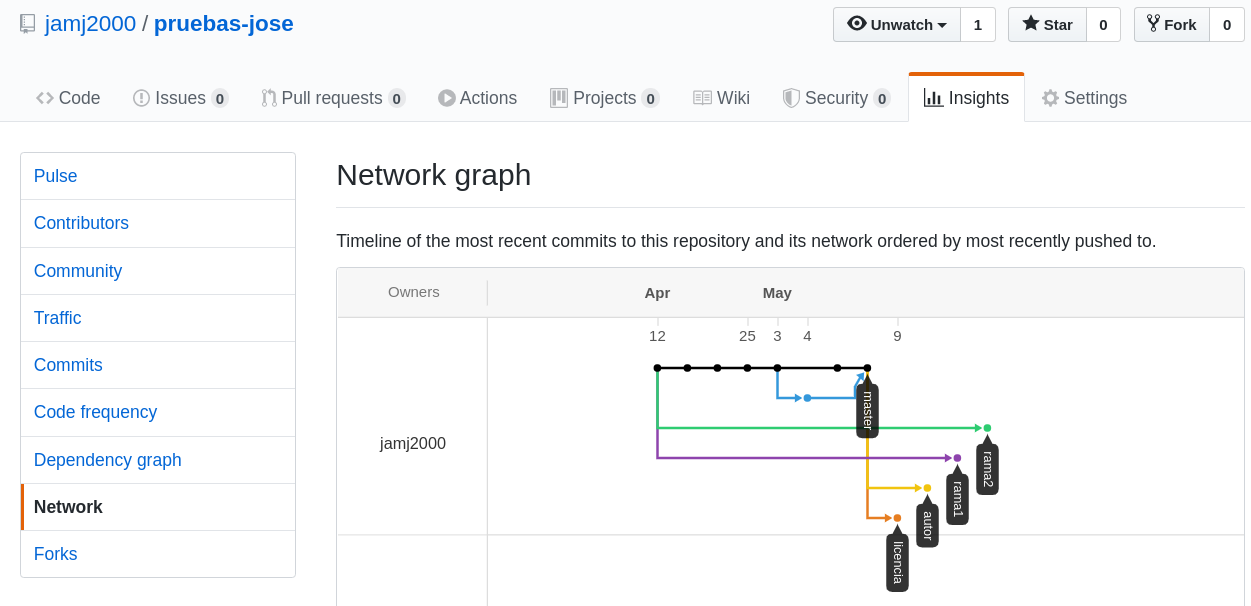 jamj2000 / pruebas-jose
Unwatch 1 Star 0 Fork 0
Code Issues 0 Pull requests 0 Actions Projects 0 Wiki Security 0 Insights Settings
Pulse
Contributors
Community
Traffic
Commits
Code frequency
Dependency graph
Network
Forks
Network graph
Timeline of the most recent commits to this repository and its network ordered by most recently pushed to.
Owners Apr May
12 25 3 4 9
jamj2000
master
rama2
rama1
autor
licencia